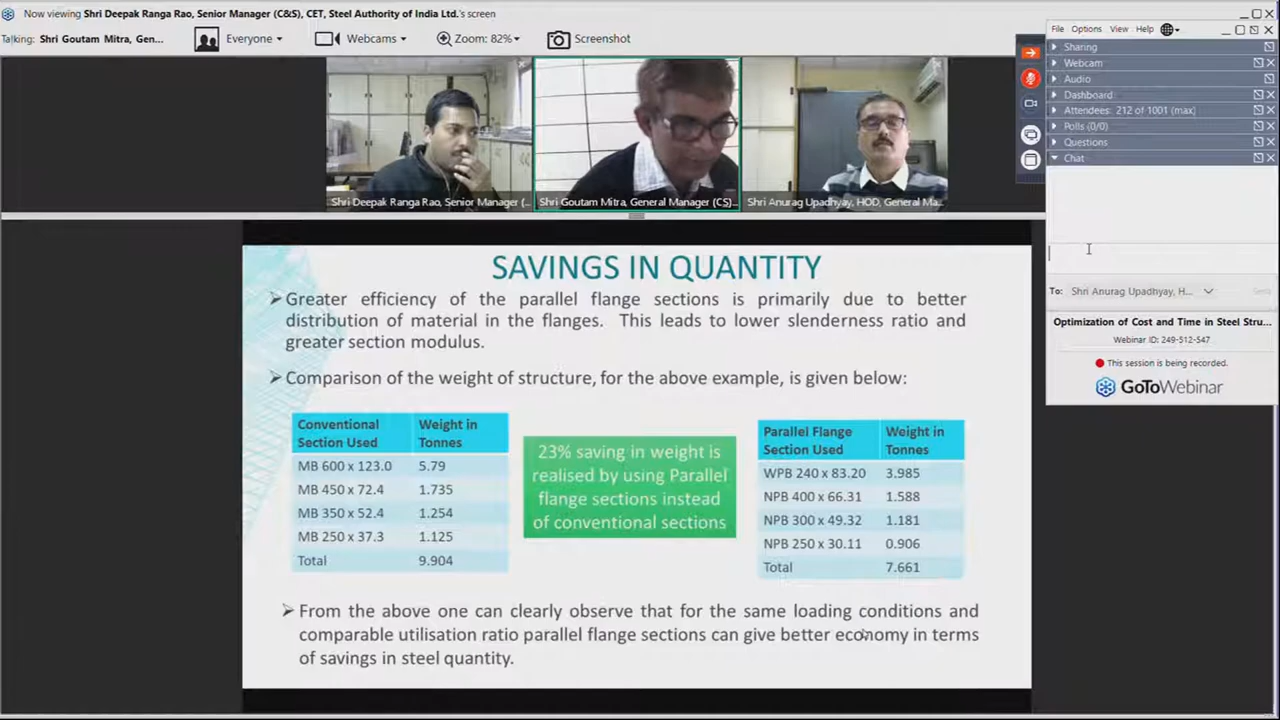 Now viewing Shri Deepak Ranga Rao, Senior Manager (C&S), CET, Steel Authority of India Ltd.'s screen
Talking: Shri Goutam Mitra, Gen...
Everyone
Webcams
Zoom: 82%
Screenshot
File Options View Help
Sharing
Webcam
Audio
Dashboard
Attendees: 212 of 1001 (max)
Polls (0/0)
Questions
Chat
Shri Deepak Ranga Rao, Senior Manager (...
Shri Goutam Mitra, General Manager (CS)...
Shri Anurag Upadhyay, HOD, General Ma...
To: Shri Anurag Upadhyay, H...
Send
Optimization of Cost and Time in Steel Stru...
Webinar ID: 249-512-547
This session is being recorded.
GoToWebinar
SAVINGS IN QUANTITY
Greater efficiency of the parallel flange sections is primarily due to better
distribution of material in the flanges. This leads to lower slenderness ratio and
greater section modulus.
Comparison of the weight of structure, for the above example, is given below:
Conventional Section Used Weight in Tonnes
MB 600 x 123.0 5.79
MB 450 x 72.4 1.735
MB 350 x 52.4 1.254
MB 250 x 37.3 1.125
Total 9.904
23% saving in weight is
realised by using Parallel
flange sections instead
of conventional sections
Parallel Flange Section Used Weight in Tonnes
WPB 240 x 83.20 3.985
NPB 400 x 66.31 1.588
NPB 300 x 49.32 1.181
NPB 250 x 30.11 0.906
Total 7.661
From the above one can clearly observe that for the same loading conditions and
comparable utilisation ratio parallel flange sections can give better economy in terms
of savings in steel quantity.